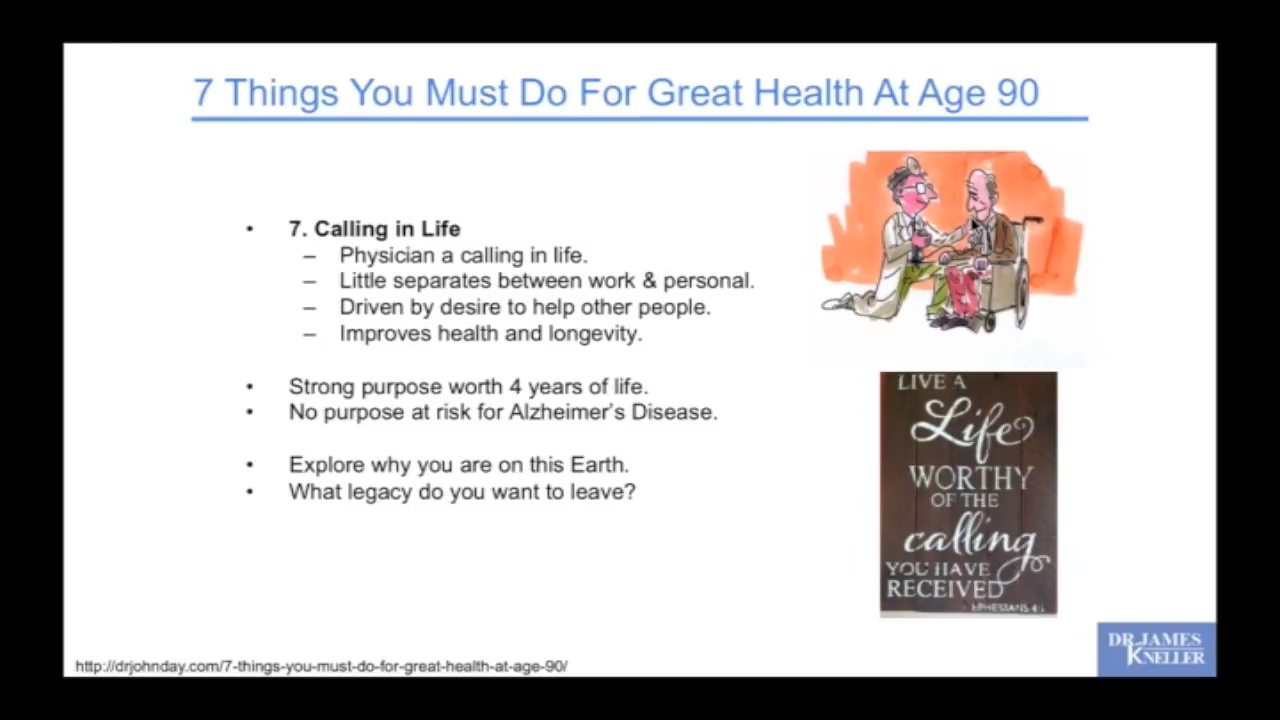 7 Things You Must Do For Great Health At Age 90
• 7. Calling in Life
– Physician a calling in life.
– Little separates between work & personal.
– Driven by desire to help other people.
– Improves health and longevity.
• Strong purpose worth 4 years of life.
• No purpose at risk for Alzheimer's Disease.
• Explore why you are on this Earth.
• What legacy do you want to leave?
LIVE A
Life
WORTHY
OF THE
calling
YOU HAVE
RECEIVED
EPHESIANS 4:1
DR. JAMES
KNELLER
http://drjohnday.com/7-things-you-must-do-for-great-health-at-age-90/